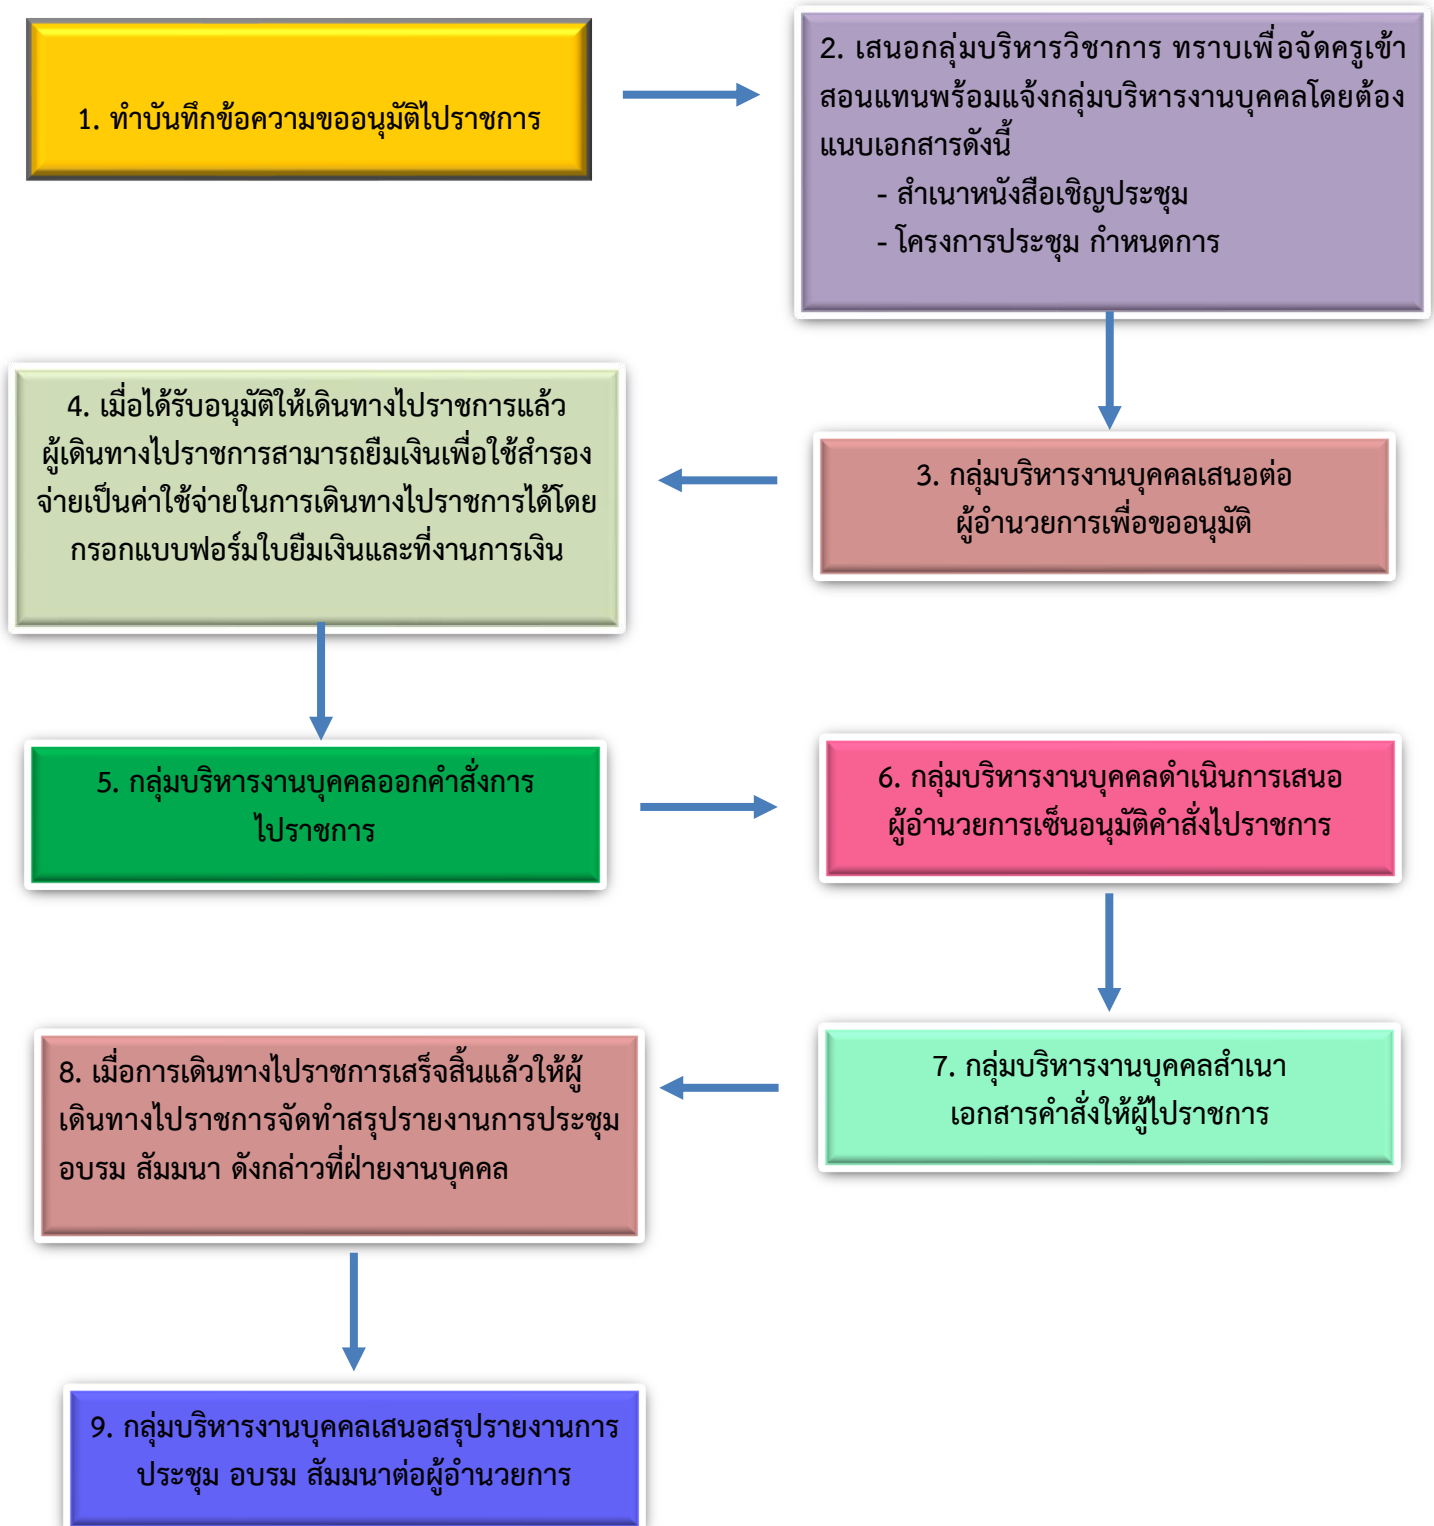 1. ทำบันทึกข้อความขออนุมัติไปราชการ
2. เสนอกลุ่มบริหารวิชาการ ทราบเพื่อจัดครูเข้า
สอนแทนพร้อมแจ้งกลุ่มบริหารงานบุคคลโดยต้อง
แนบเอกสารดังนี้
- สำเนาหนังสือเชิญประชุม
- โครงการประชุม กำหนดการ
3. กลุ่มบริหารงานบุคคลเสนอต่อ
ผู้อำนวยการเพื่อขออนุมัติ
4. เมื่อได้รับอนุมัติให้เดินทางไปราชการแล้ว
ผู้เดินทางไปราชการสามารถยืมเงินเพื่อใช้สำรอง
จ่ายเป็นค่าใช้จ่ายในการเดินทางไปราชการได้โดย
กรอกแบบฟอร์มใบยืมเงินและที่งานการเงิน
5. กลุ่มบริหารงานบุคคลออกคำสั่งการ
ไปราชการ
6. กลุ่มบริหารงานบุคคลดำเนินการเสนอ
ผู้อำนวยการเซ็นอนุมัติคำสั่งไปราชการ
7. กลุ่มบริหารงานบุคคลสำเนา
เอกสารคำสั่งให้ผู้ไปราชการ
8. เมื่อการเดินทางไปราชการเสร็จสิ้นแล้วให้ผู้
เดินทางไปราชการจัดทำสรุปรายงานการประชุม
อบรม สัมมนา ดังกล่าวที่ฝ่ายงานบุคคล
9. กลุ่มบริหารงานบุคคลเสนอสรุปรายงานการ
ประชุม อบรม สัมมนาต่อผู้อำนวยการ